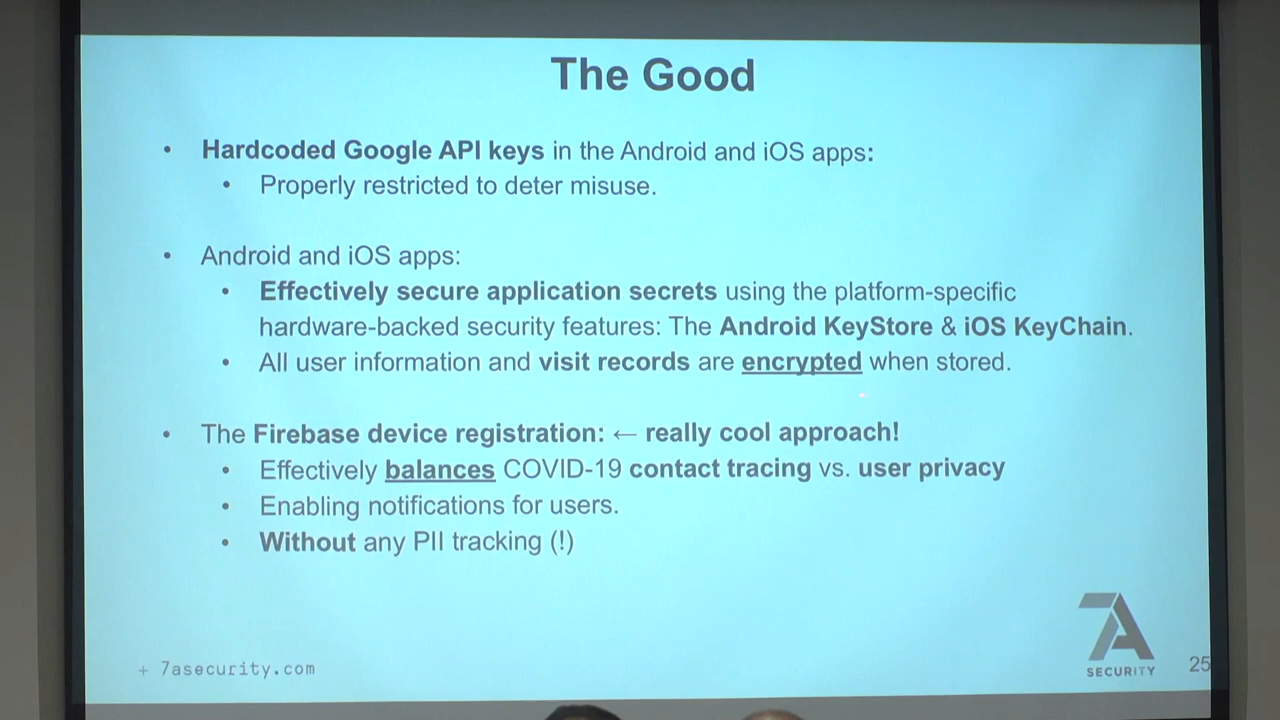 The Good
• Hardcoded Google API keys in the Android and iOS apps:
• Properly restricted to deter misuse.
• Android and iOS apps:
• Effectively secure application secrets using the platform-specific
hardware-backed security features: The Android KeyStore & iOS KeyChain.
• All user information and visit records are encrypted when stored.
• The Firebase device registration: ← really cool approach!
• Effectively balances COVID-19 contact tracing vs. user privacy
• Enabling notifications for users.
• Without any PII tracking (!)
+ 7asecurity.com
7A
SECURITY
25